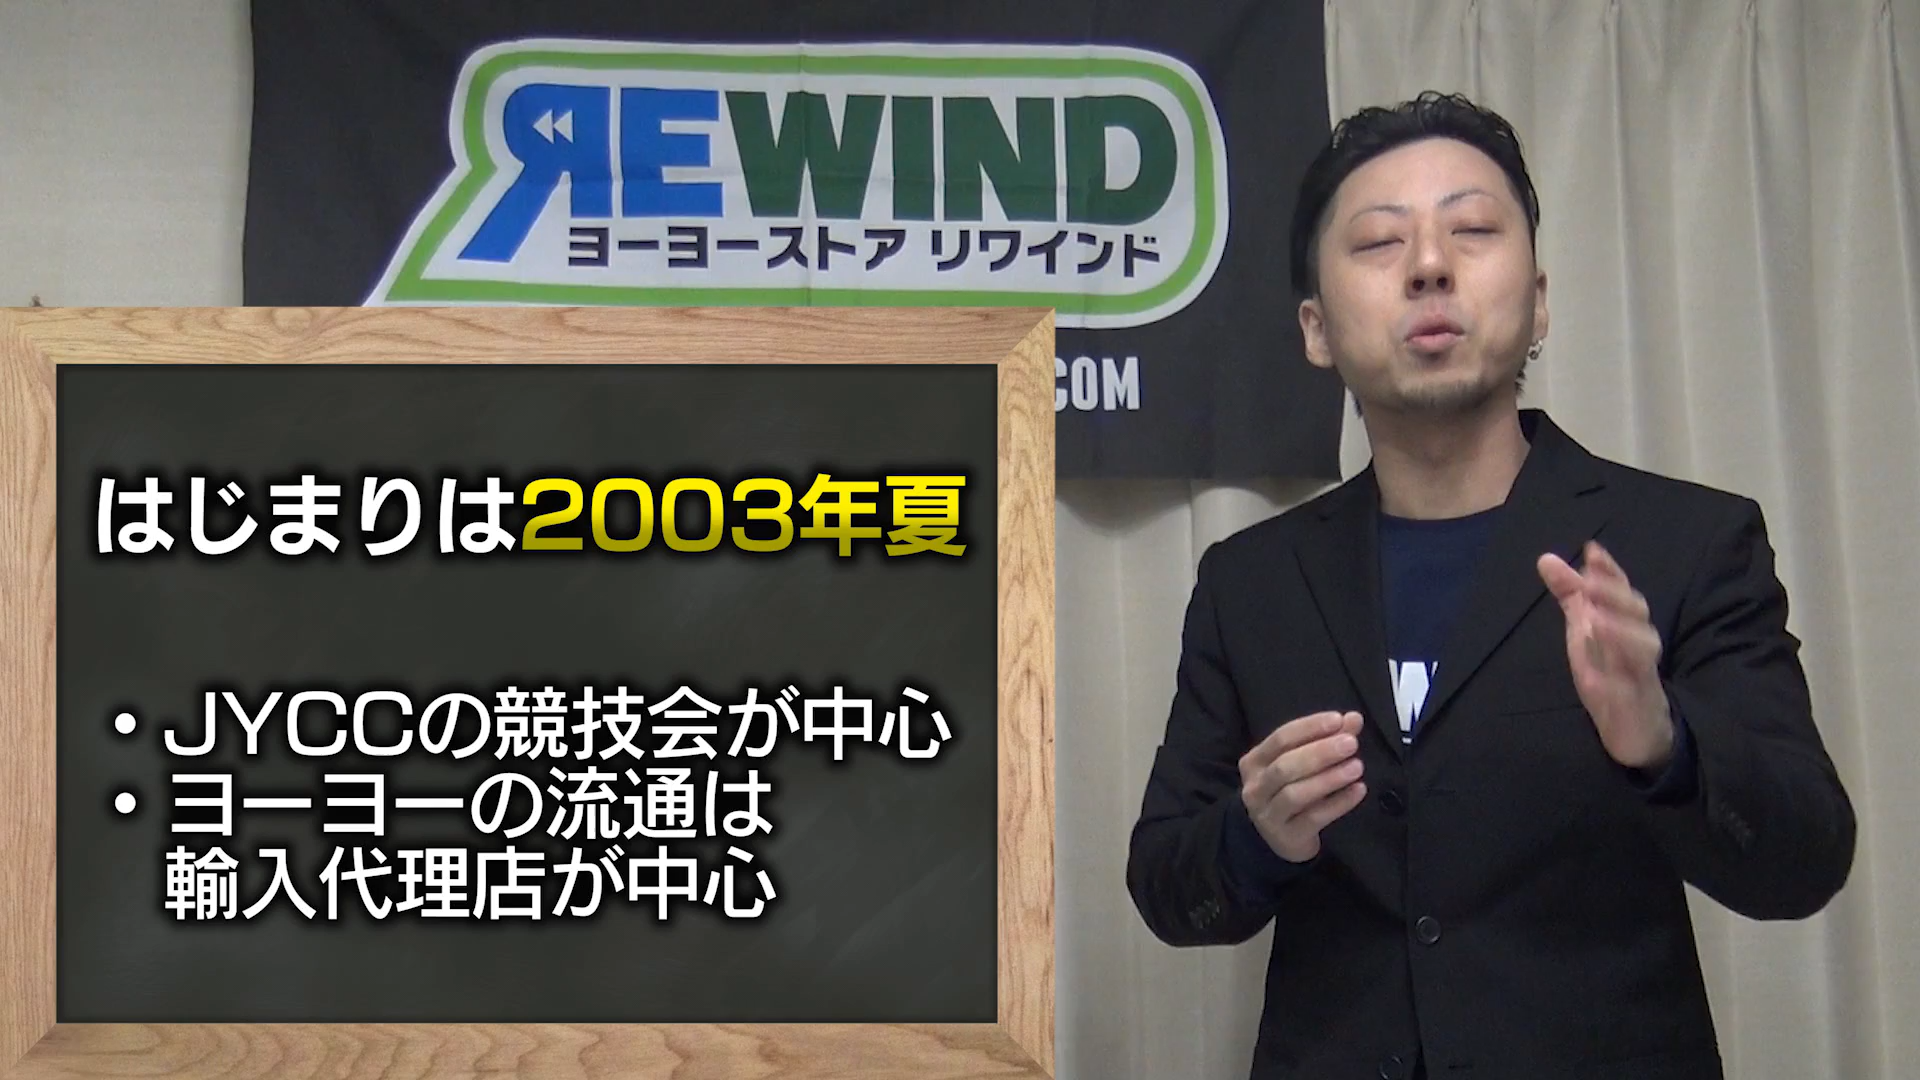 REWIND
ヨーヨーストア リワインド
COM
はじまりは2003年夏
・JYCCの競技会が中心
・ヨーヨーの流通は
輸入代理店が中心
W